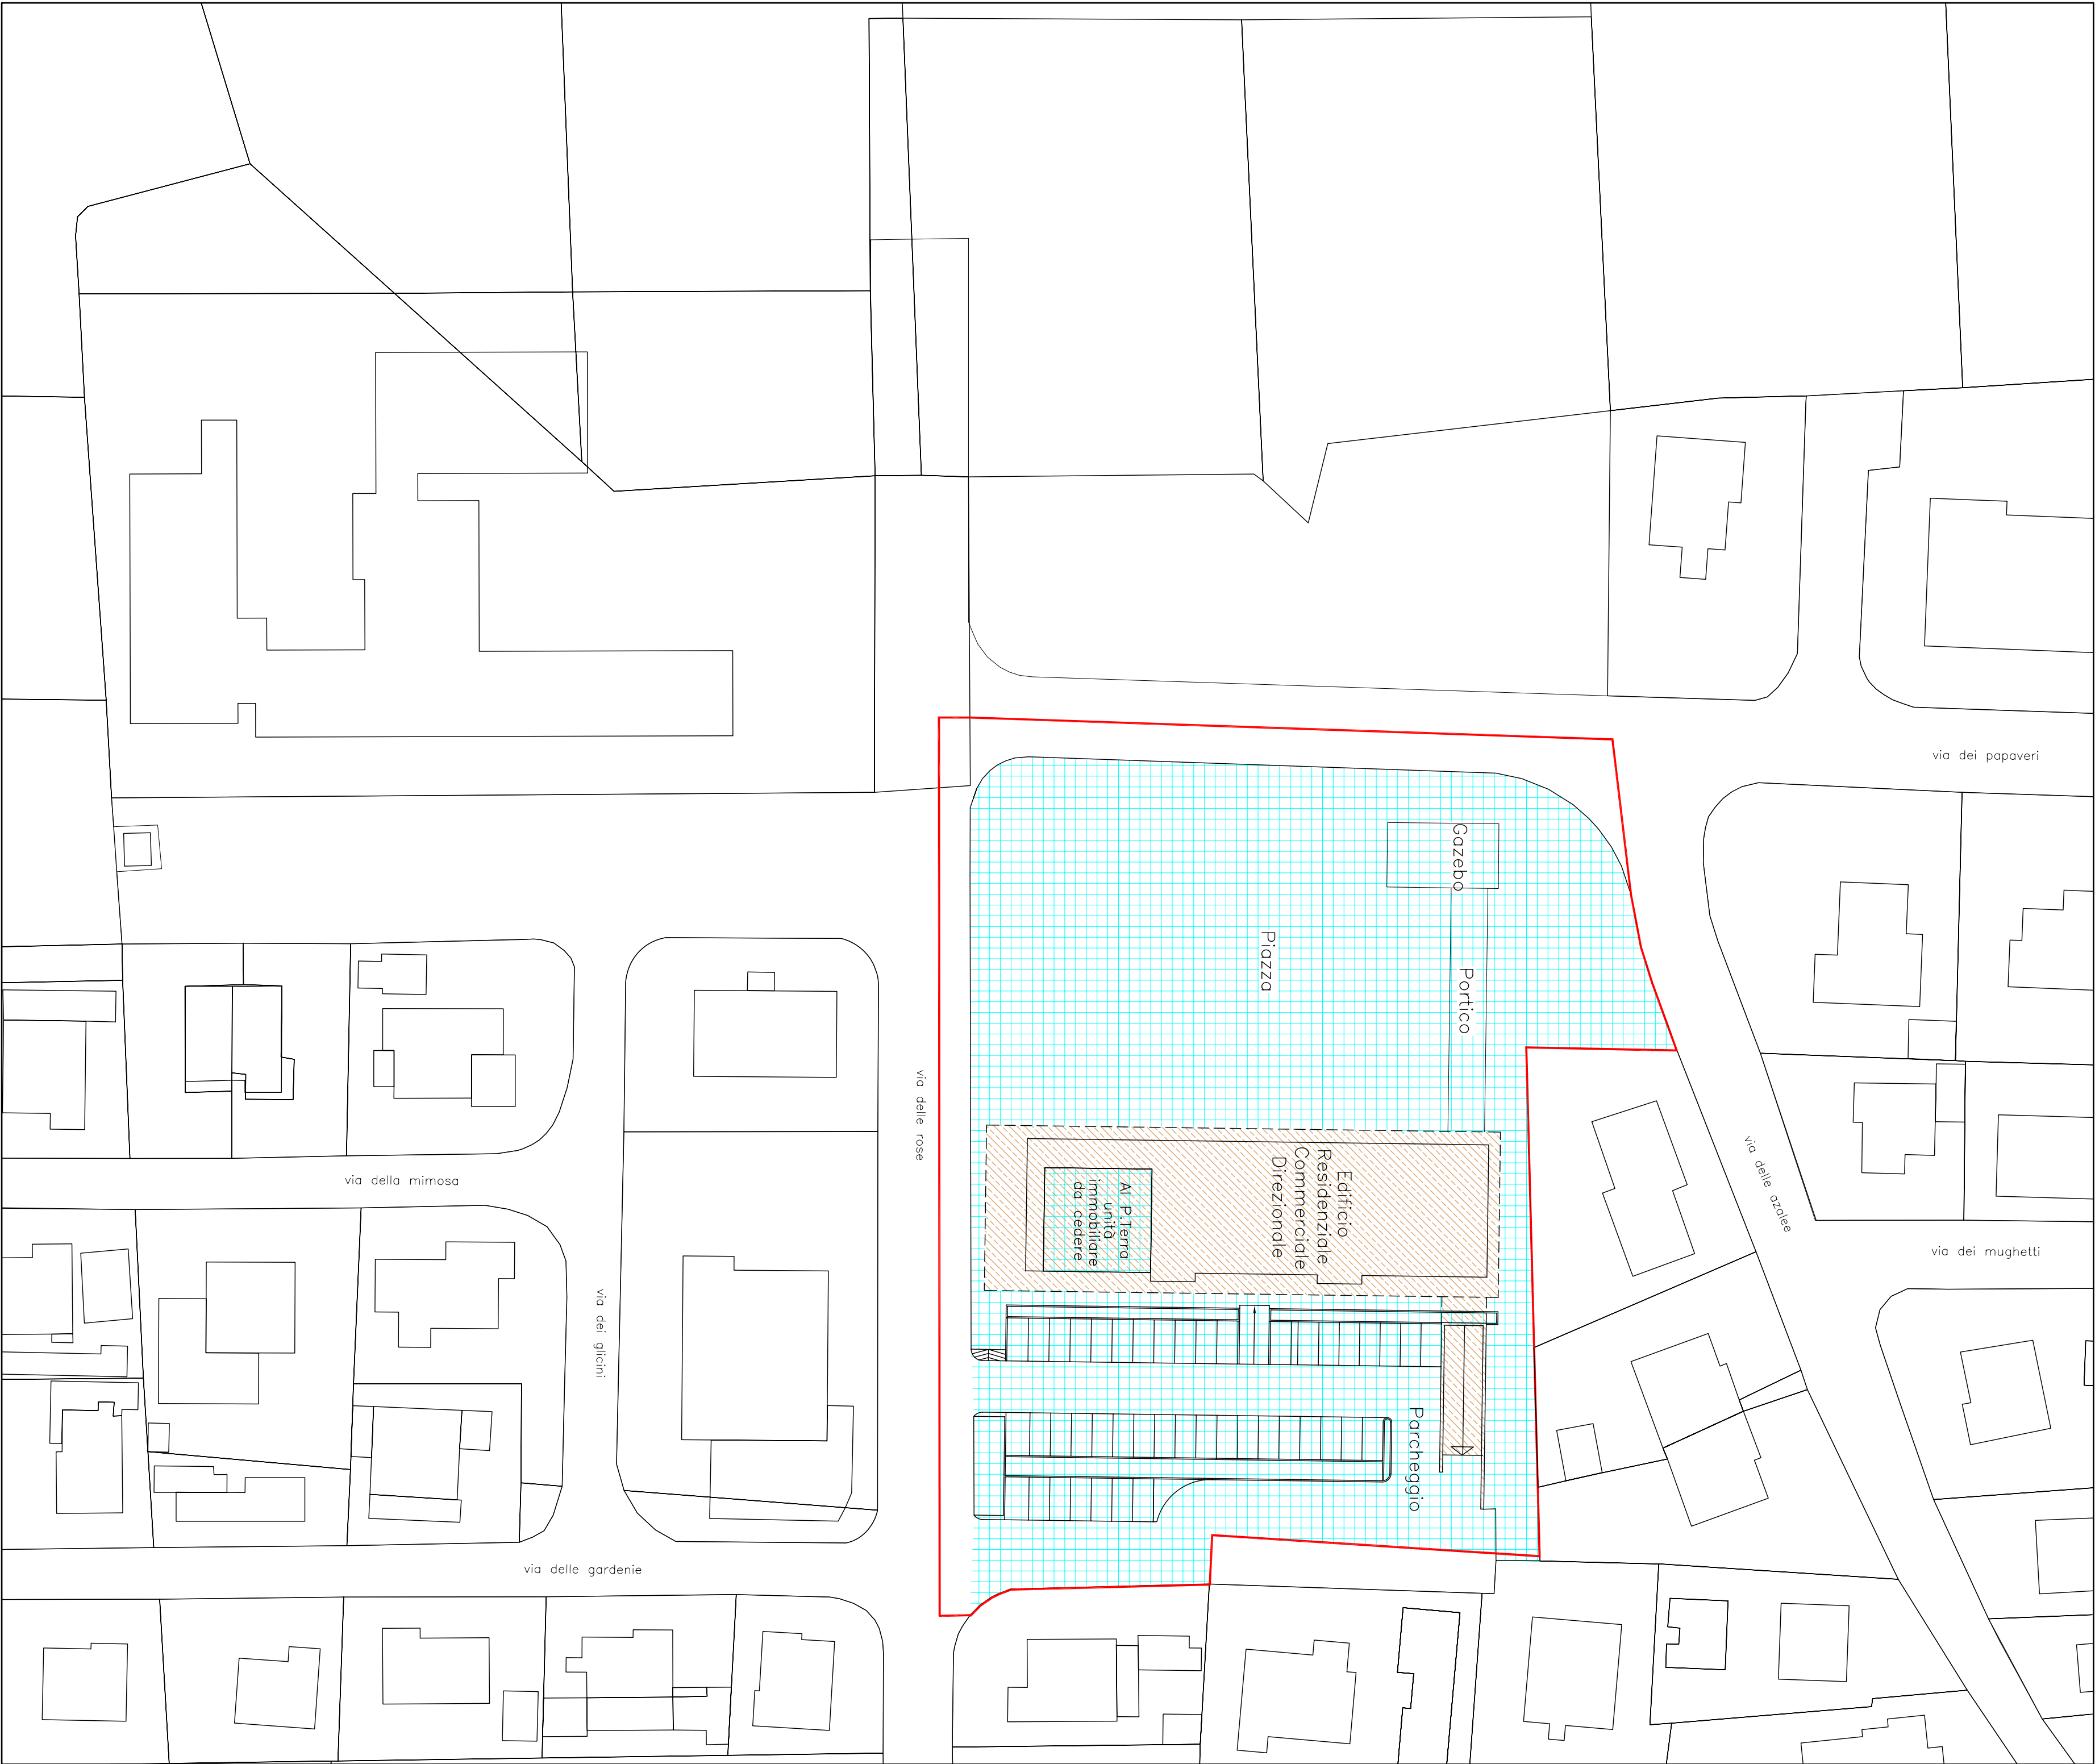 via dei papaveri
Gazebo
Piazza
Portico
via delle rose
via delle azalee
Edificio
Residenziale
Commerciale
Direzionale
Al P.Terra
unità
immobiliare
da cedere
via della mimosa
via dei mughetti
via dei glicini
Parcheggio
via delle gardenie